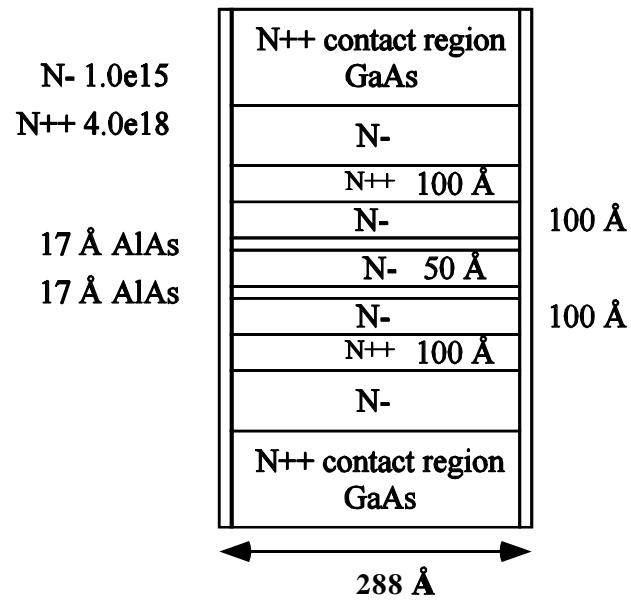 N++ contact region
GaAs
N- 1.0e15
N++ 4.0e18
N-
N++ 100 Å
N-
100 Å
17 Å AlAs
N- 50 Å
17 Å AlAs
N-
100 Å
N++ 100 Å
N-
N++ contact region
GaAs
288 Å